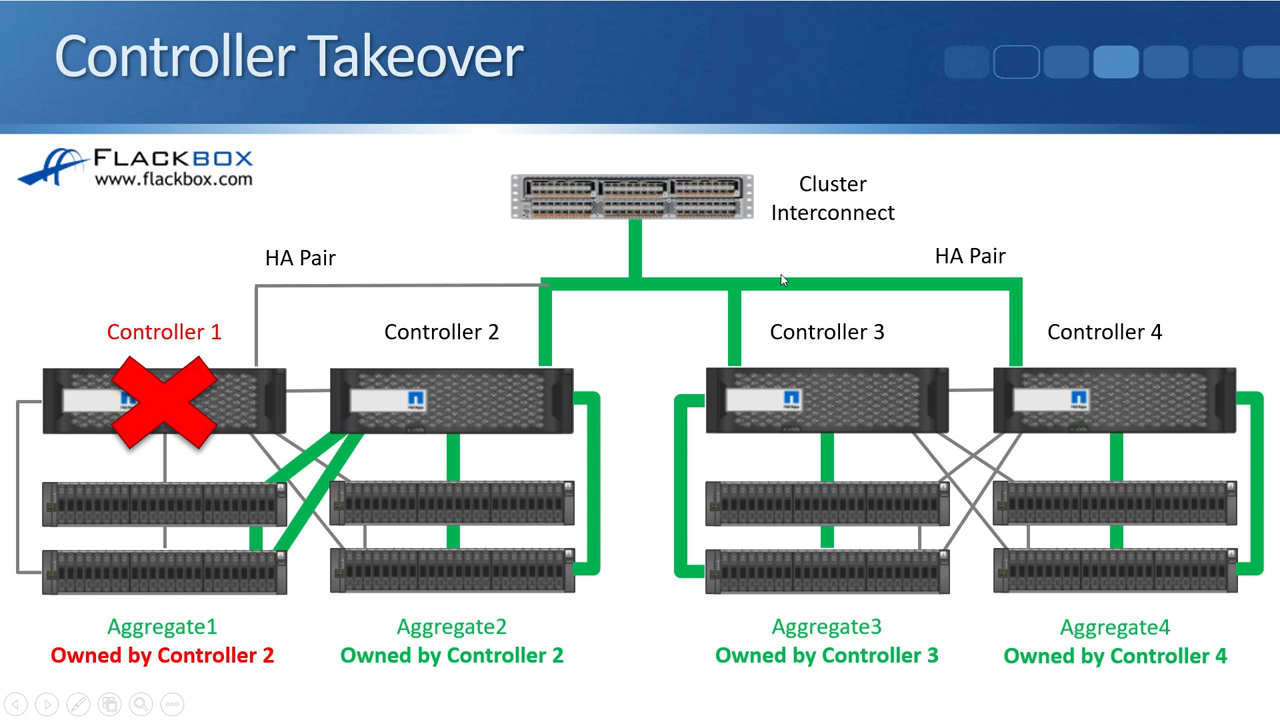 Controller Takeover
FLACKBOX
www.flackbox.com
Cluster
Interconnect
HA Pair
HA Pair
Controller 1
Controller 2
Controller 3
Controller 4
Aggregate1
Owned by Controller 2
Aggregate2
Owned by Controller 2
Aggregate3
Owned by Controller 3
Aggregate4
Owned by Controller 4